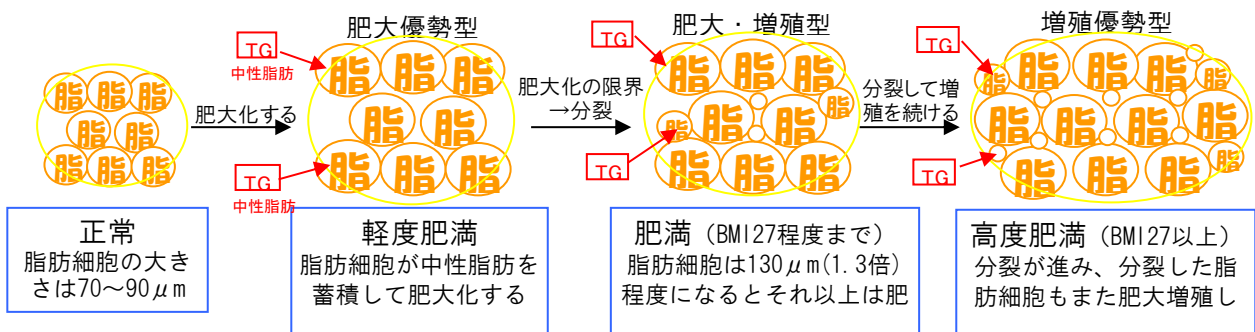 肥大優勢型
肥大・増殖型
増殖優勢型
TG
中性脂肪
TG
TG
脂 脂 脂
脂 脂
脂 脂 脂
肥大化する
脂 脂 脂
脂 脂
脂 脂 脂
TG
中性脂肪
肥大化の限界
→分裂
脂 脂 脂
脂 脂 脂 脂
脂 脂 脂
TG
分裂して増
殖を続ける
脂 脂 脂 脂 脂
脂 脂 脂 脂
脂 脂 脂 脂
TG
正常
脂肪細胞の大き
さは70~90μm
軽度肥満
脂肪細胞が中性脂肪を
蓄積して肥大化する
肥満(BMI27程度まで)
脂肪細胞は130μm(1.3倍)
程度になるとそれ以上は肥
高度肥満(BMI27以上)
分裂が進み、分裂した脂
肪細胞もまた肥大増殖し